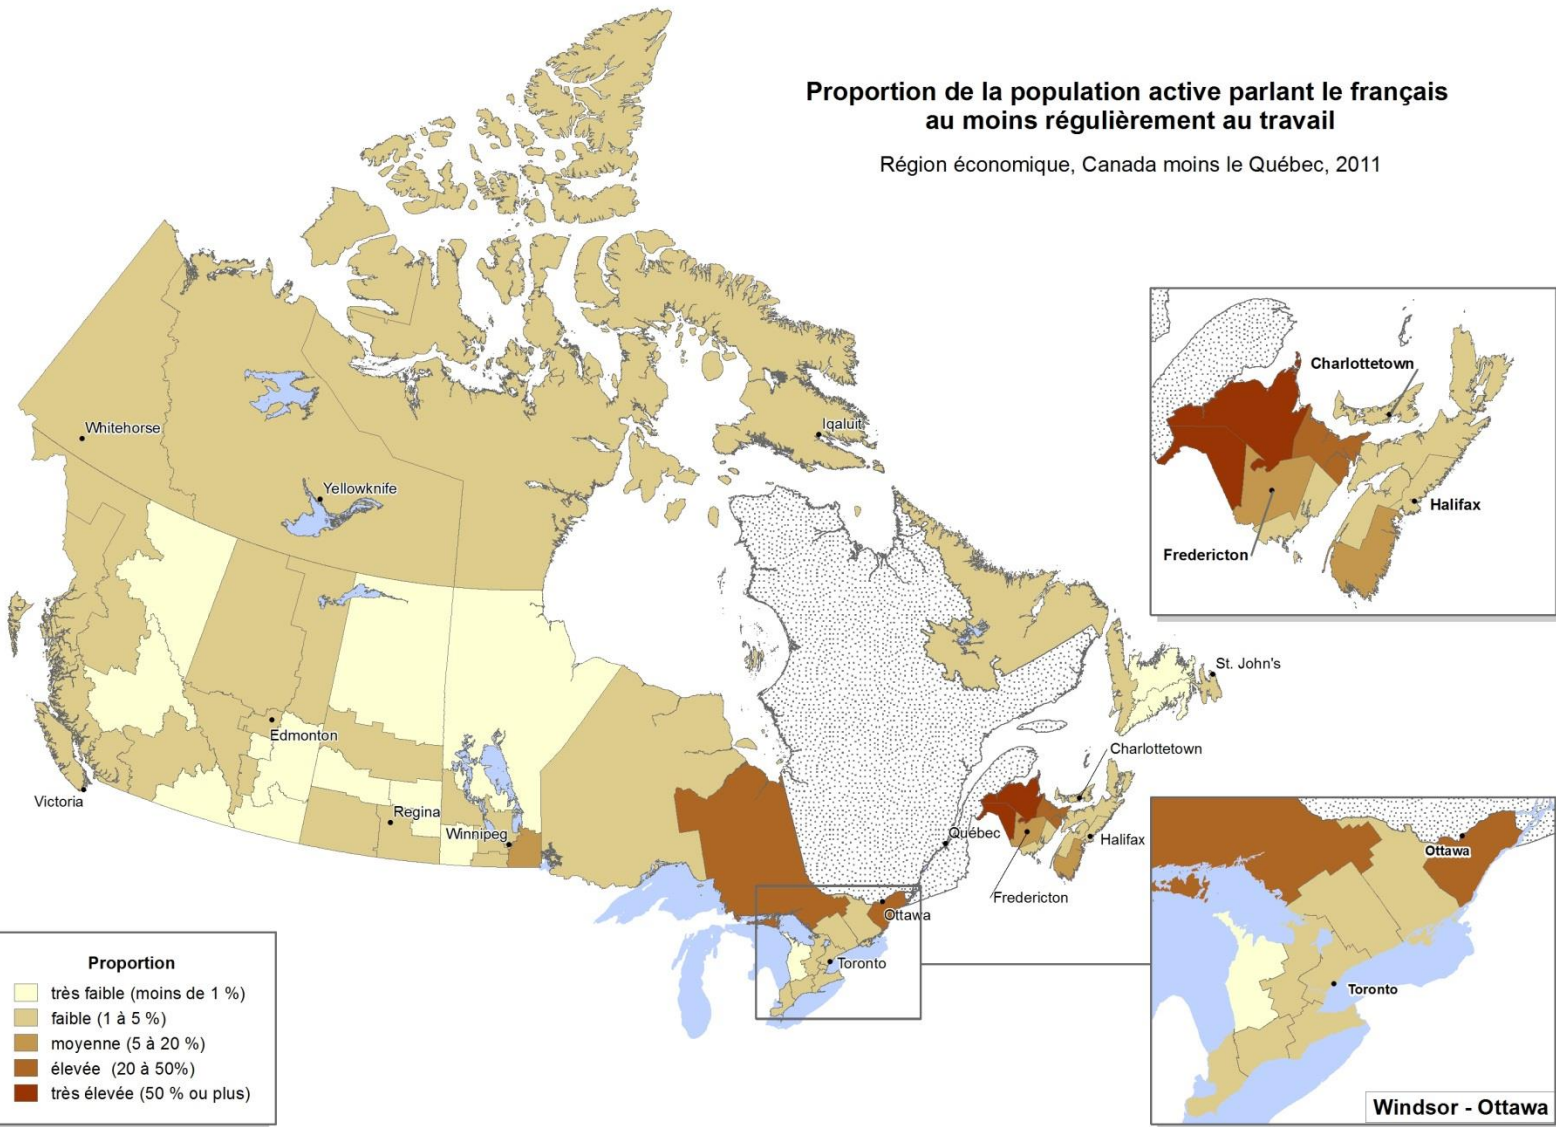 Proportion de la population active parlant le français
au moins régulièrement au travail
Région économique, Canada moins le Québec, 2011
Whitehorse
Yellowknife
Iqaluit
Edmonton
Victoria
Regina
Winnipeg
Québec
Ottawa
Toronto
St. John's
Charlottetown
Halifax
Fredericton
Charlottetown
Halifax
Fredericton
Ottawa
Toronto
Windsor - Ottawa
Proportion
très faible (moins de 1 %)
faible (1 à 5 %)
moyenne (5 à 20 %)
élevée (20 à 50%)
très élevée (50 % ou plus)